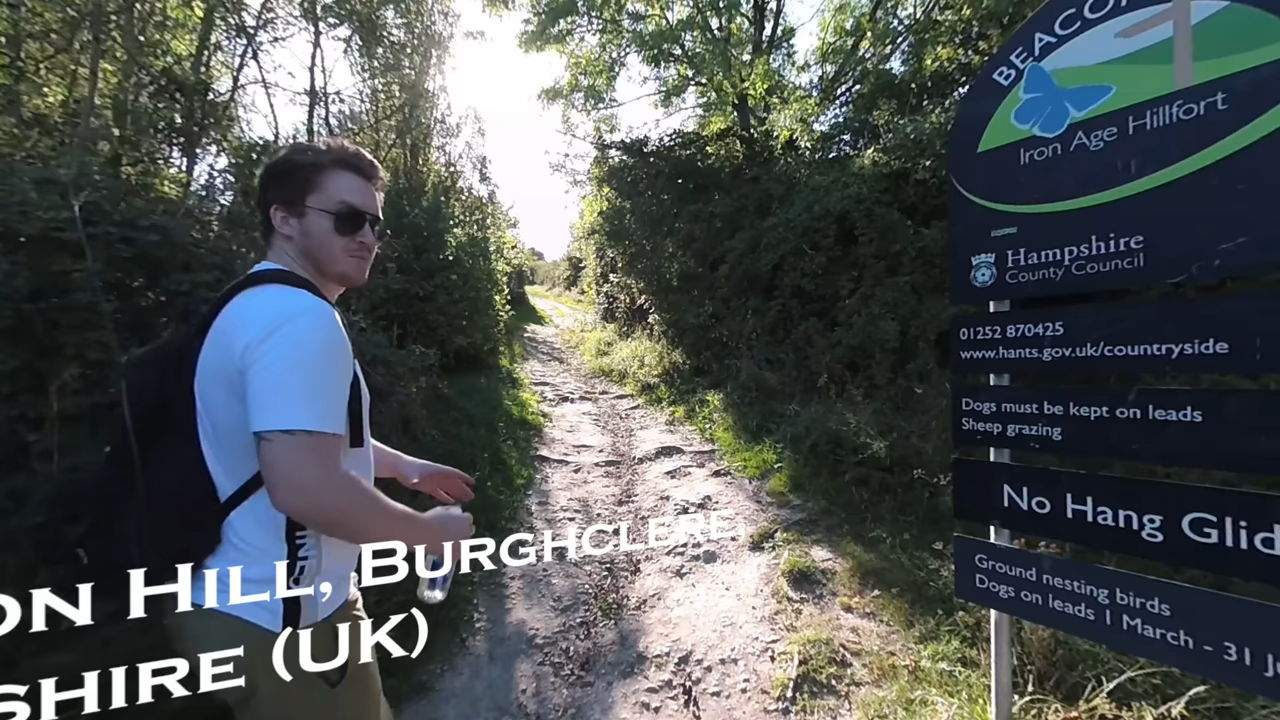 BEACO
Iron Age Hillfort
Hampshire
County Council
01252 870425
www.hants.gov.uk/countryside
Dogs must be kept on leads
Sheep grazing
No Hang Glid
Ground nesting birds
Dogs on leads 1 March - 31 J
ON HILL, BURGHCLERE,
SHIRE (UK)